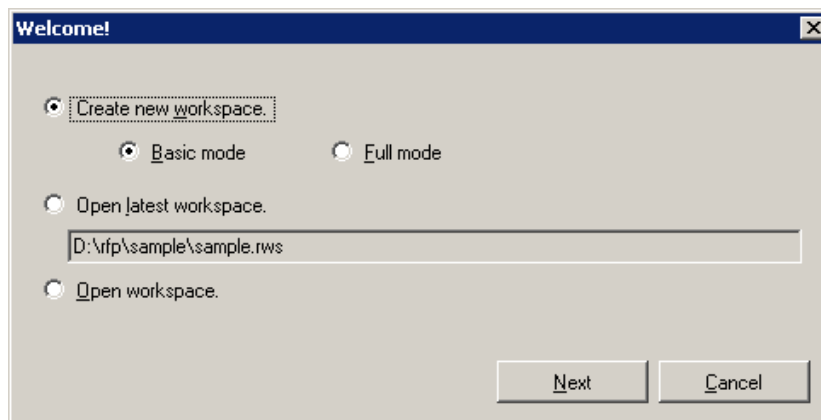 Welcome!
Create new workspace.
Basic mode Full mode
Open latest workspace.
D:\rfp\sample\sample.rws
Open workspace.
Next Cancel